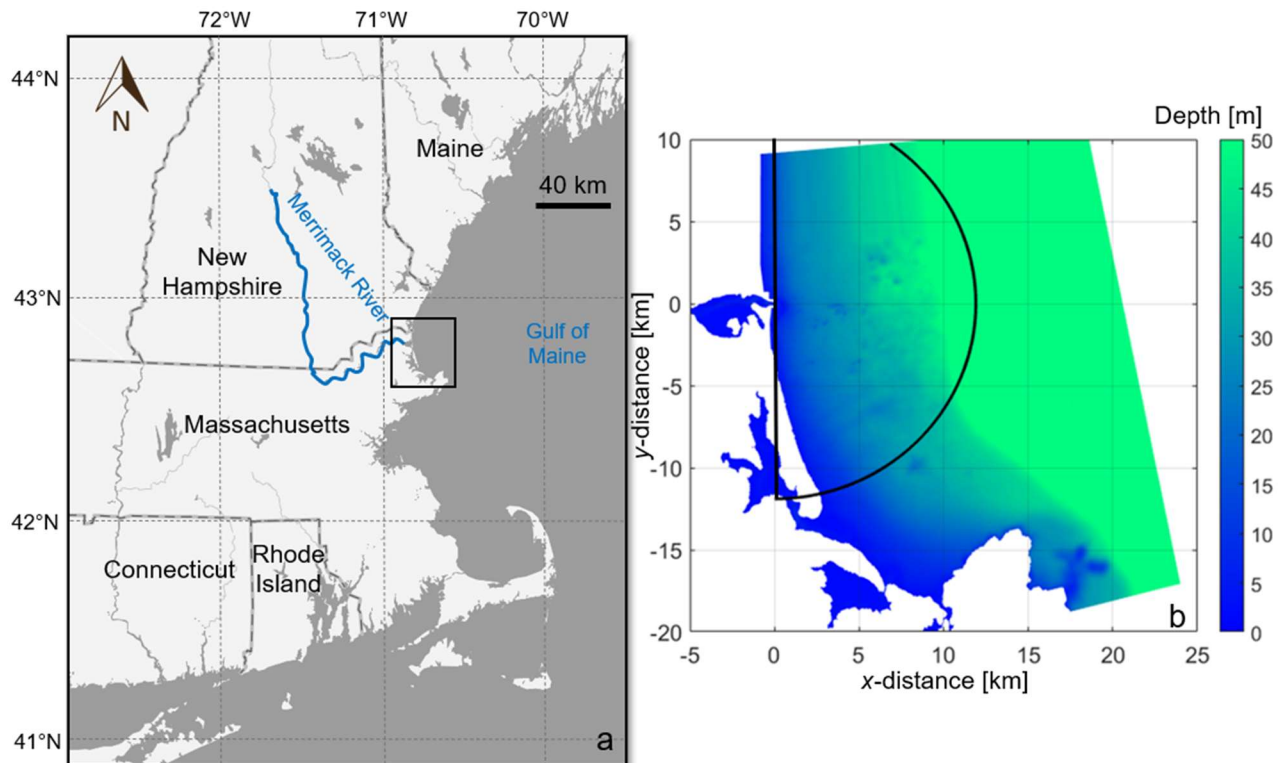 72°W 71°W 70°W
44°N
N
Maine
40 km
Merrimack River
New
Hampshire
43°N
Gulf of
Maine
Massachusetts
42°N
Connecticut
Rhode
Island
41°N
a
Depth [m]
10
5
0
-5
-10
-15
-20
y-distance [km]
-5 0 5 10 15 20 25
x-distance [km]
b
50
45
40
35
30
25
20
15
10
5
0